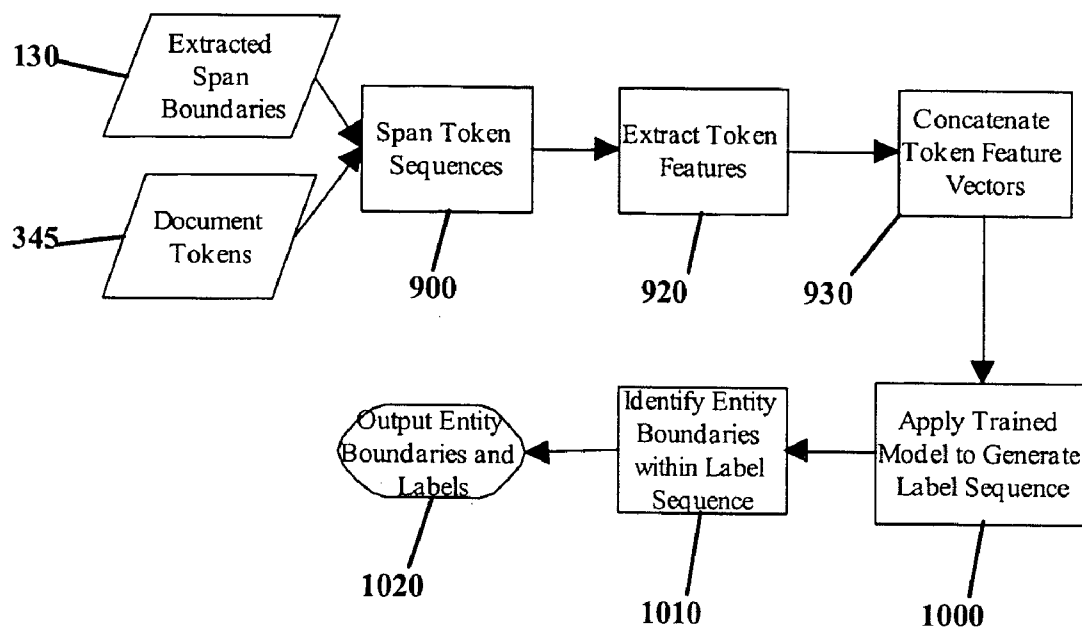 130
Extracted
Span
Boundaries
345
Document
Tokens
Span Token
Sequences
900
Extract Token
Features
920
Concatenate
Token Feature
Vectors
930
Apply Trained
Model to Generate
Label Sequence
1000
Identify Entity
Boundaries
within Label
Sequence
1010
Output Entity
Boundaries and
Labels
1020